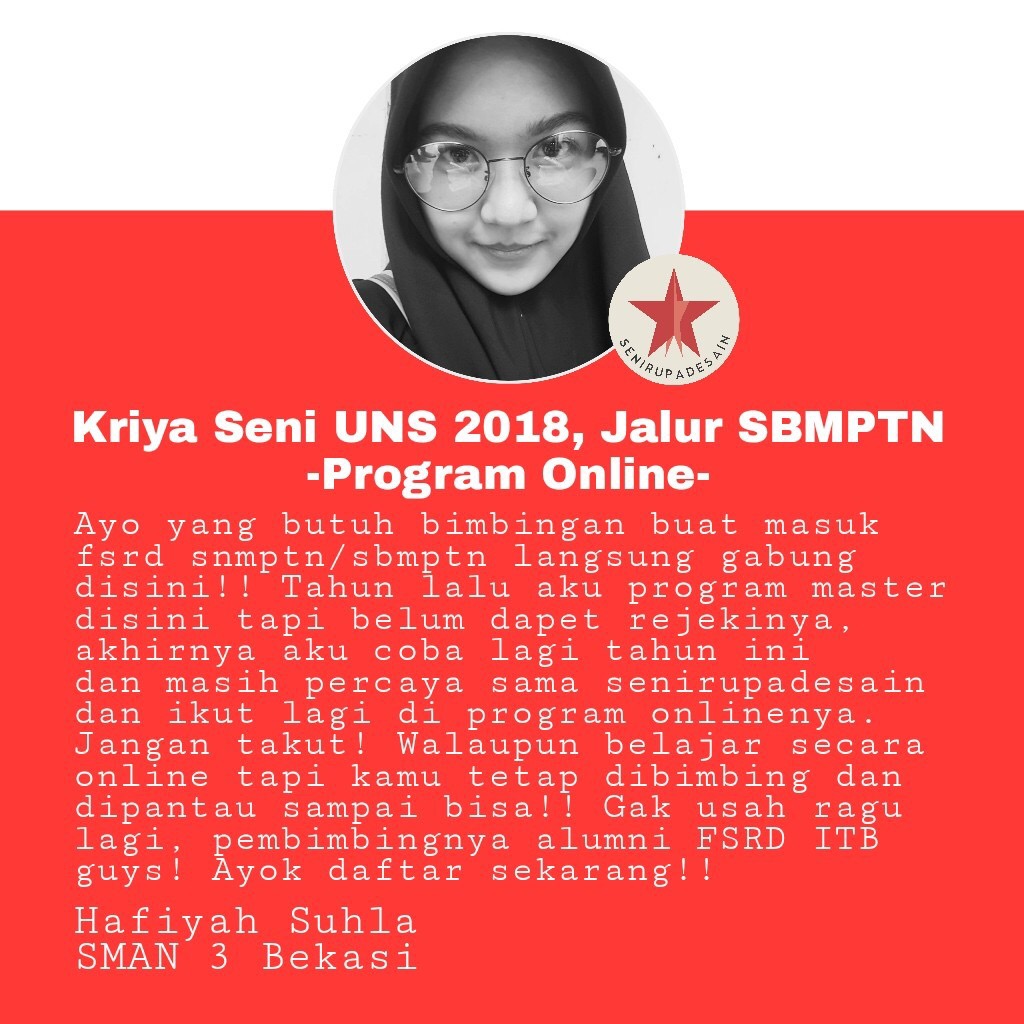 SENIRUPADESAIN
Kriya Seni UNS 2018, Jalur SBMPTN
-Program Online-
Ayo yang butuh bimbingan buat masuk
fsrd snmptn/sbmptn langsung gabung
disini!! Tahun lalu aku program master
disini tapi belum dapet rejekinya,
akhirnya aku coba lagi tahun ini
dan masih percaya sama senirupadesain
dan ikut lagi di program onlinenya.
Jangan takut! Walaupun belajar secara
online tapi kamu tetap dibimbing dan
dipantau sampai bisa!! Gak usah ragu
lagi, pembimbingnya alumni FSRD ITB
guys! Ayok daftar sekarang!!
Hafiyah Suhla
SMAN 3 Bekasi